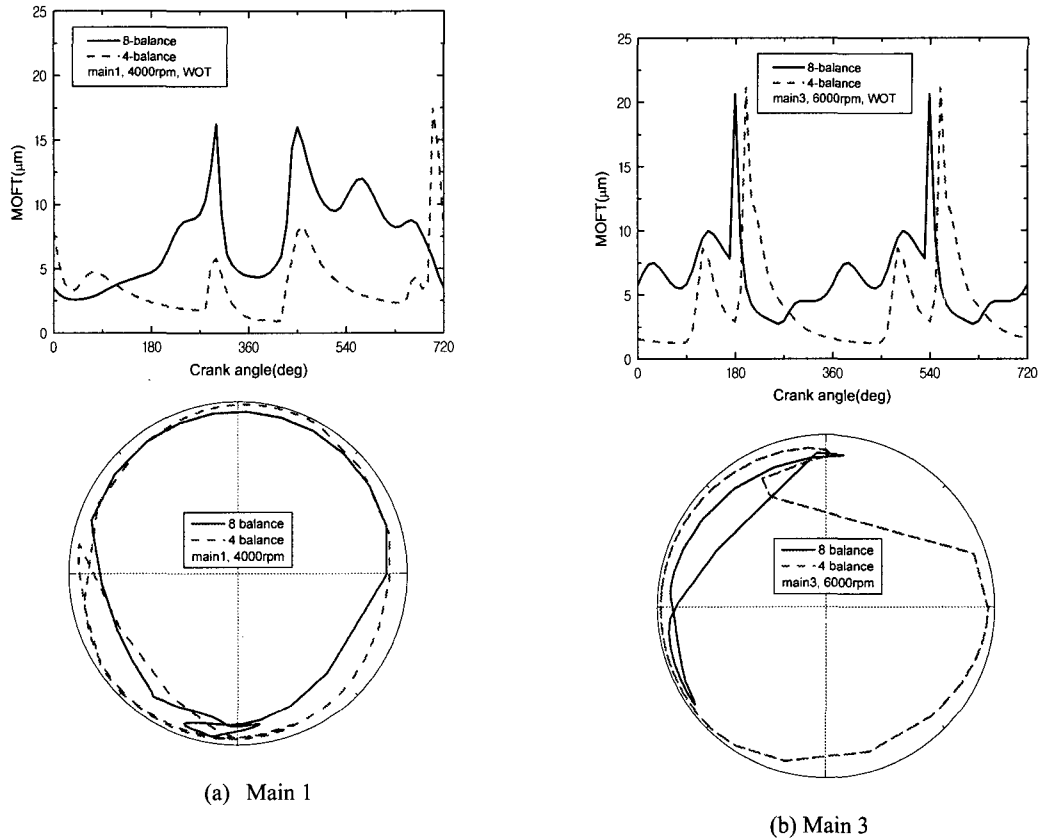 25
20
15
10
5
0
MOFT(μm)
8-balance
4-balance
main1, 4000rpm, WOT
0 180 360 540 720
Crank angle(deg)
8 balance
4 balance
main1, 4000rpm
(a) Main 1
25
20
15
10
5
0
MOFT(μm)
8-balance
4-balance
main3, 6000rpm, WOT
0 180 360 540 720
Crank angle(deg)
8 balance
4 balance
main3, 6000rpm
(b) Main 3